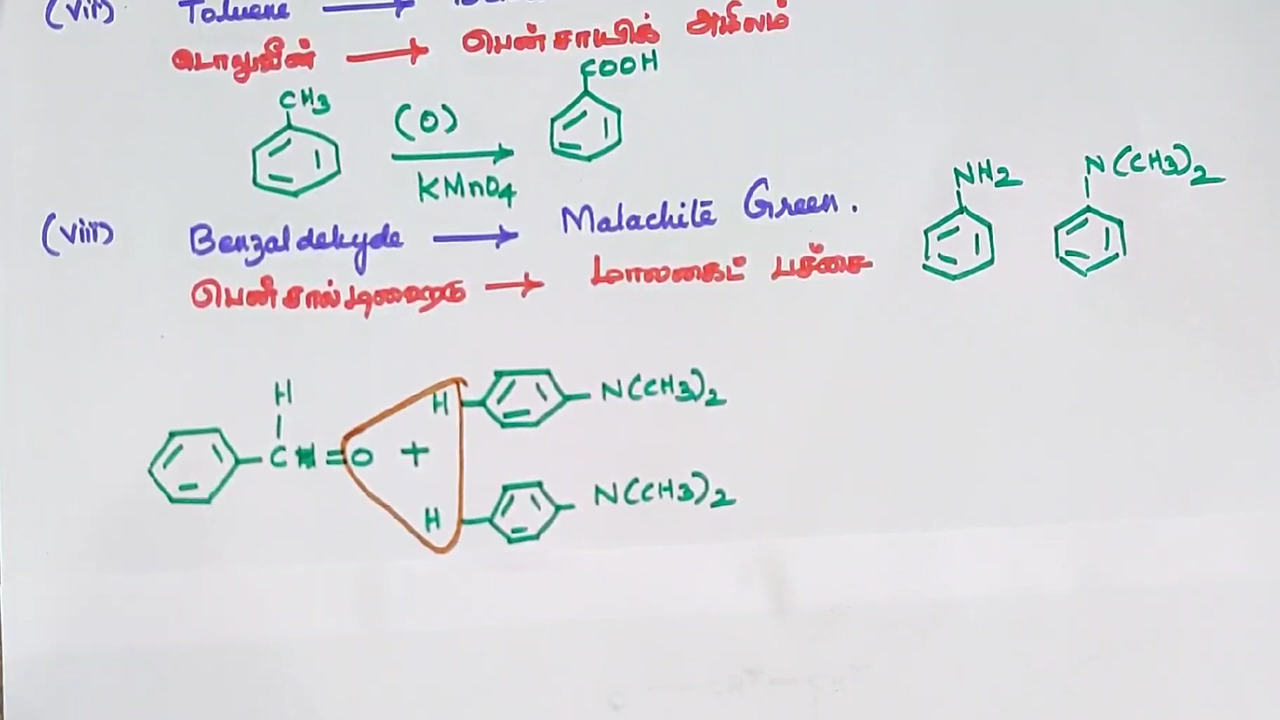 (vii) Toluene →
டொலுவீன் → பென்சாயிக் அமிலம்
CH3 (O) KMnO4 → COOH
(viii) Benzaldehyde → Malachite Green.
பென்சால்டிஹைடு → மாலகைட் பச்சை
NH2 N(CH3)2
H
C = O + H N(CH3)2
H N(CH3)2